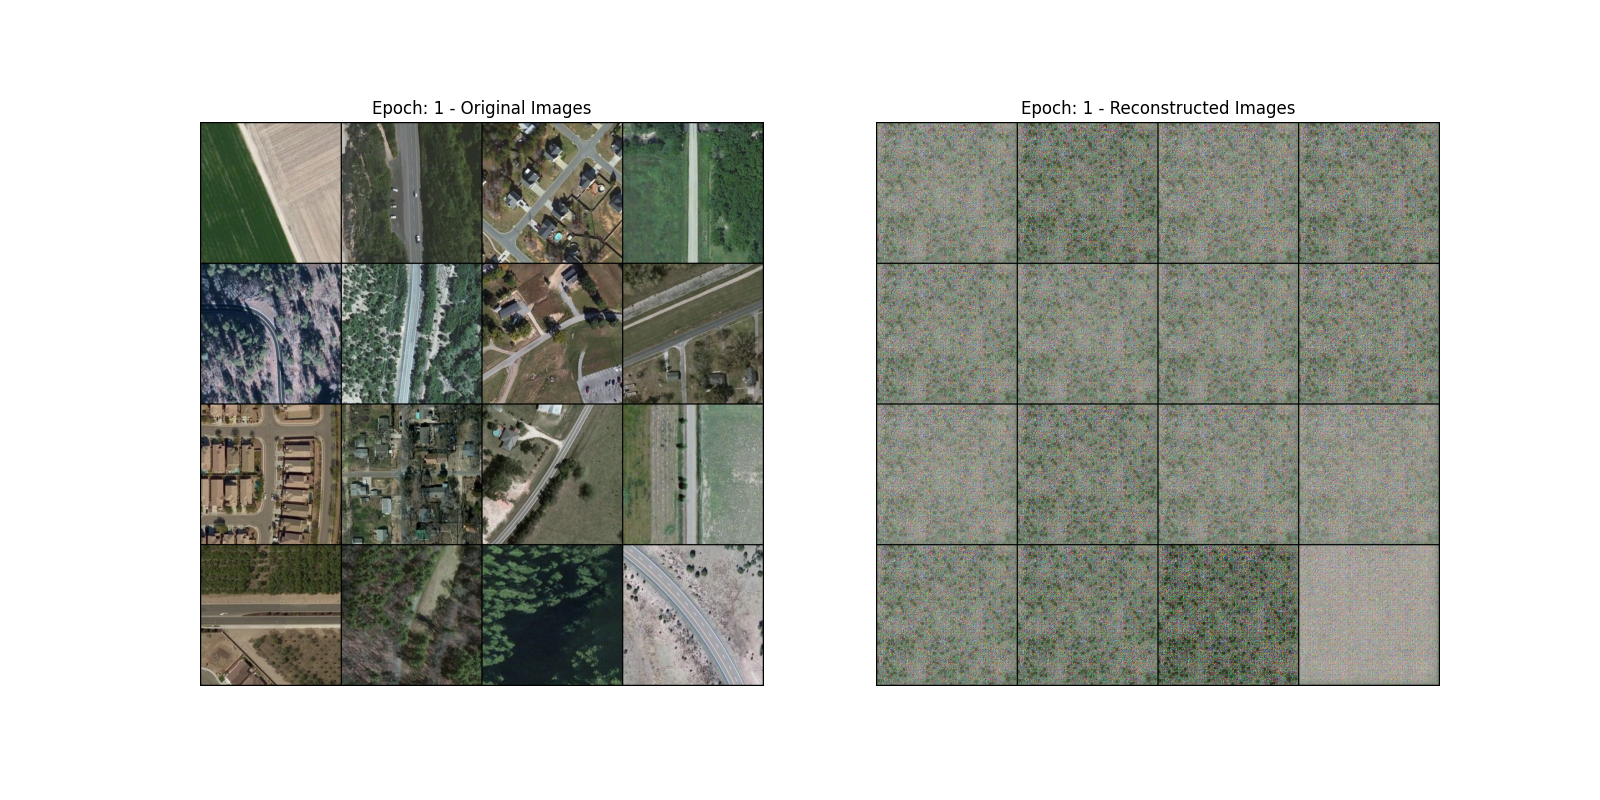 Epoch: 1 - Original Images
Epoch: 1 - Reconstructed Images